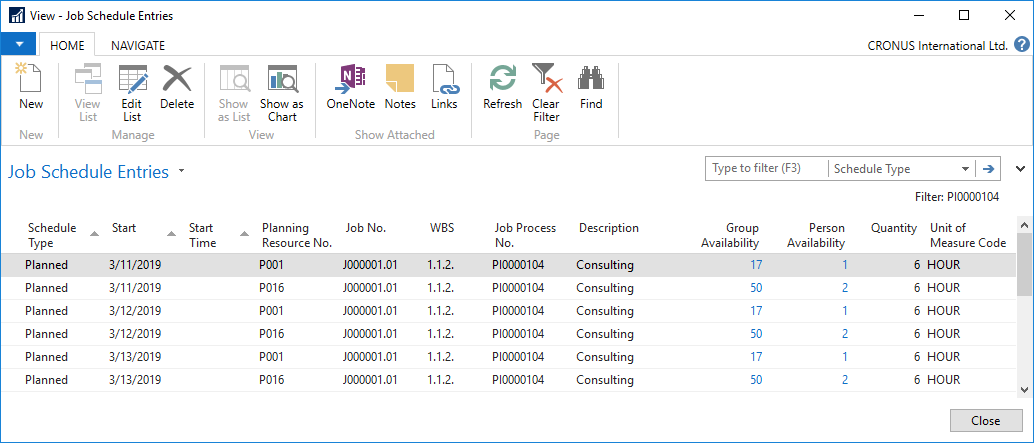 View - Job Schedule Entries
HOME NAVIGATE CRONUS International Ltd. ?
New View List Edit List Delete Show as List Show as Chart OneNote Notes Links Refresh Clear Filter Find
New Manage View Show Attached Page
Job Schedule Entries Type to filter (F3) Schedule Type
Filter: PI0000104
Schedule Type Start Start Time Planning Resource No. Job No. WBS Job Process No. Description Group Availability Person Availability Quantity Unit of Measure Code
Planned 3/11/2019 P001 J000001.01 1.1.2. PI0000104 Consulting 17 1 6 HOUR
Planned 3/11/2019 P016 J000001.01 1.1.2. PI0000104 Consulting 50 2 6 HOUR
Planned 3/12/2019 P001 J000001.01 1.1.2. PI0000104 Consulting 17 1 6 HOUR
Planned 3/12/2019 P016 J000001.01 1.1.2. PI0000104 Consulting 50 2 6 HOUR
Planned 3/13/2019 P001 J000001.01 1.1.2. PI0000104 Consulting 17 1 6 HOUR
Planned 3/13/2019 P016 J000001.01 1.1.2. PI0000104 Consulting 50 2 6 HOUR
Close